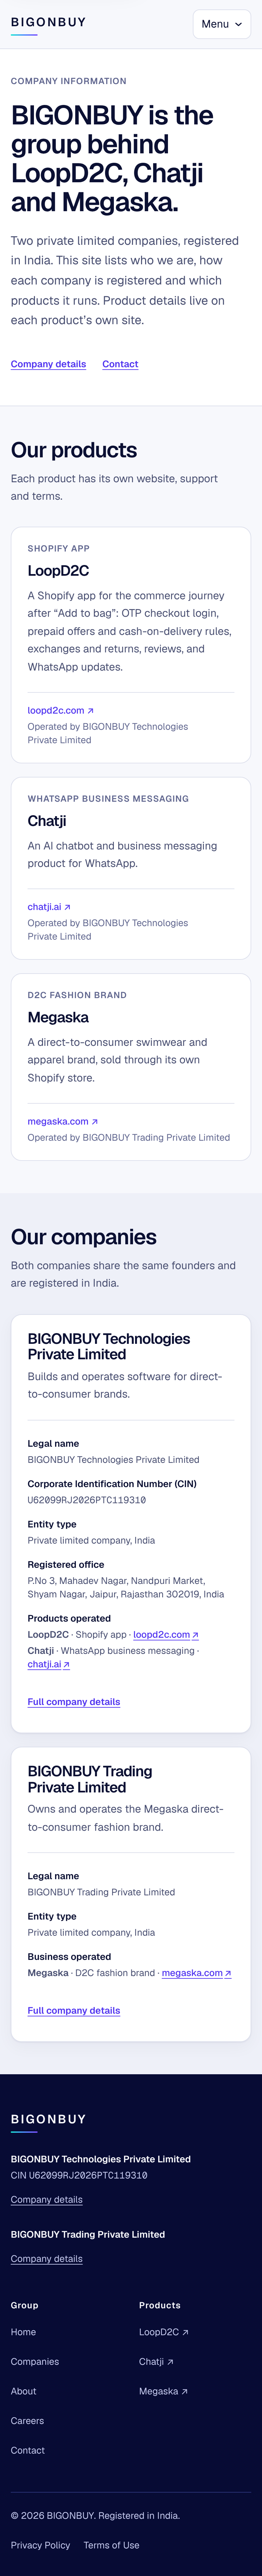 BIGONBUY
Menu
COMPANY INFORMATION
BIGONBUY is the
group behind
LoopD2C, Chatji
and Megaska.
Two private limited companies, registered
in India. This site lists who we are, how
each company is registered and which
products it runs. Product details live on
each product's own site.
Company details Contact
Our products
Each product has its own website, support
and terms.
SHOPIFY APP
LoopD2C
A Shopify app for the commerce journey
after “Add to bag”: OTP checkout login,
prepaid offers and cash-on-delivery rules,
exchanges and returns, reviews, and
WhatsApp updates.
loopd2c.com ↗
Operated by BIGONBUY Technologies
Private Limited
WHATSAPP BUSINESS MESSAGING
Chatji
An AI chatbot and business messaging
product for WhatsApp.
chatji.ai ↗
Operated by BIGONBUY Technologies
Private Limited
D2C FASHION BRAND
Megaska
A direct-to-consumer swimwear and
apparel brand, sold through its own
Shopify store.
megaska.com ↗
Operated by BIGONBUY Trading Private Limited
Our companies
Both companies share the same founders and
are registered in India.
BIGONBUY Technologies
Private Limited
Builds and operates software for direct-
to-consumer brands.
Legal name
BIGONBUY Technologies Private Limited
Corporate Identification Number (CIN)
U62099RJ2026PTC119310
Entity type
Private limited company, India
Registered office
P.No 3, Mahadev Nagar, Nandpuri Market,
Shyam Nagar, Jaipur, Rajasthan 302019, India
Products operated
LoopD2C · Shopify app · loopd2c.com ↗
Chatji · WhatsApp business messaging ·
chatji.ai ↗
Full company details
BIGONBUY Trading
Private Limited
Owns and operates the Megaska direct-
to-consumer fashion brand.
Legal name
BIGONBUY Trading Private Limited
Entity type
Private limited company, India
Business operated
Megaska · D2C fashion brand · megaska.com ↗
Full company details
BIGONBUY
BIGONBUY Technologies Private Limited
CIN U62099RJ2026PTC119310
Company details
BIGONBUY Trading Private Limited
Company details
Group Products
Home LoopD2C ↗
Companies Chatji ↗
About Megaska ↗
Careers
Contact
© 2026 BIGONBUY. Registered in India.
Privacy Policy Terms of Use